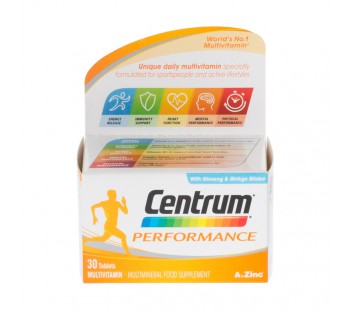 World's No.1
Multivitamin*
Unique daily multivitamin specially
formulated for sportspeople and active lifestyles
ENERGY
RELEASE
IMMUNITY
SUPPORT
HEART
FUNCTION
MENTAL
PERFORMANCE
PHYSICAL
PERFORMANCE
With Ginseng & Ginkgo Biloba
Centrum
PERFORMANCE
30 Tablets
MULTIVITAMIN - MULTIMINERAL FOOD SUPPLEMENT
A to Zinc